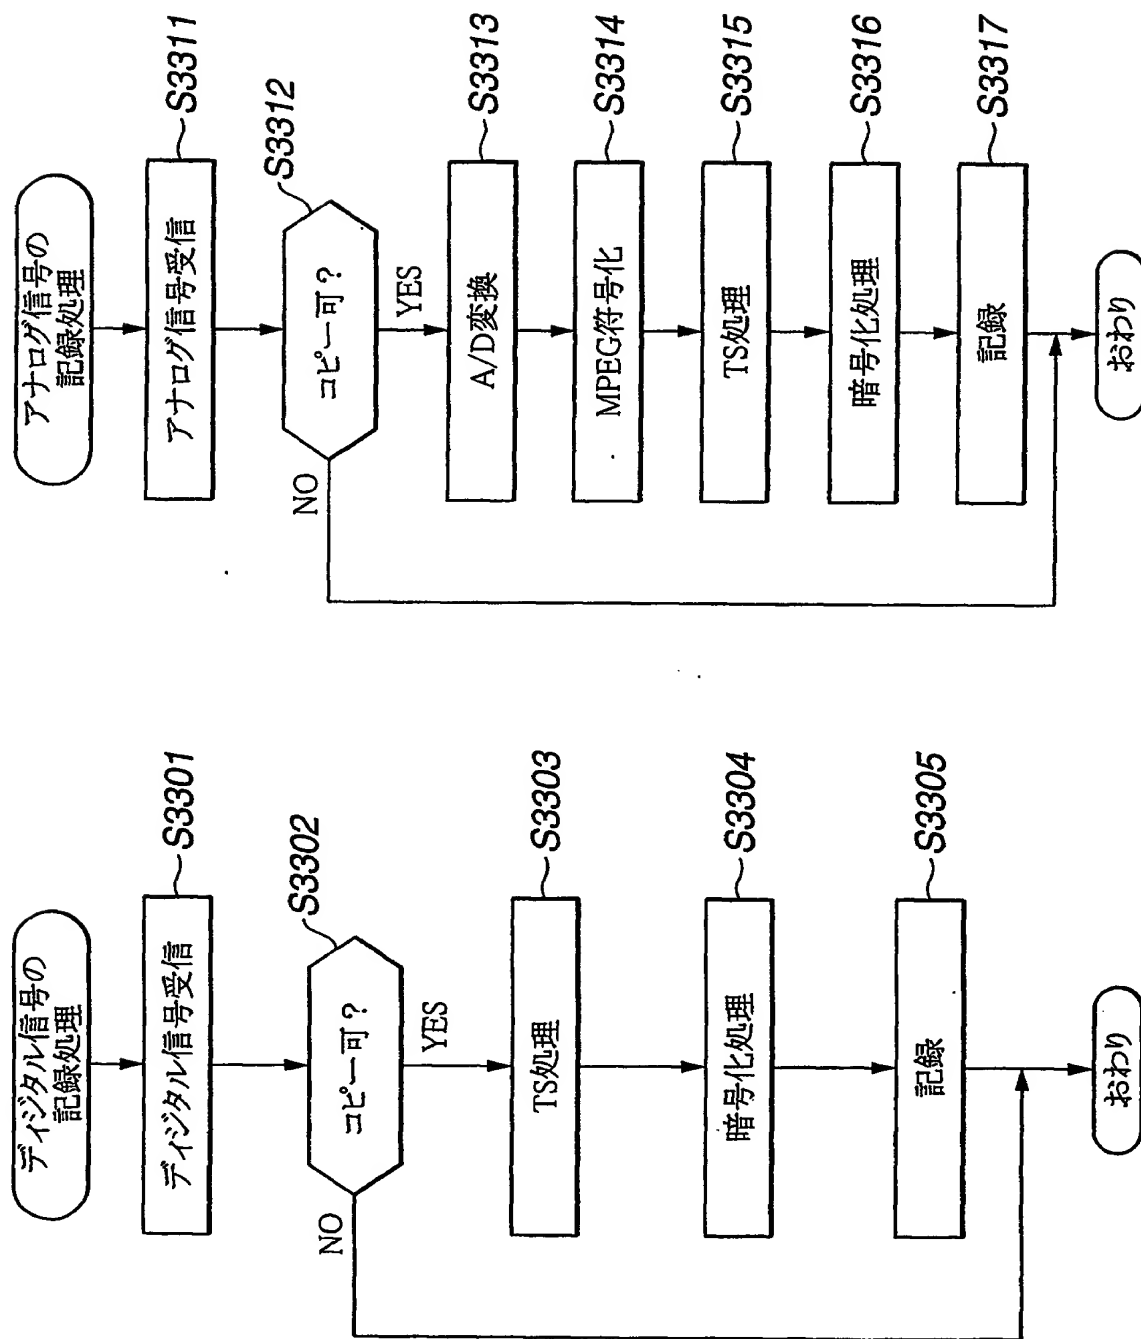 ディジタル信号の
記録処理
ディジタル信号受信
S3301
コピー可?
S3302
NO
YES
TS処理
S3303
暗号化処理
S3304
記録
S3305
おわり
アナログ信号の
記録処理
アナログ信号受信
S3311
コピー可?
S3312
NO
YES
A/D変換
S3313
MPEG符号化
S3314
TS処理
S3315
暗号化処理
S3316
記録
S3317
おわり